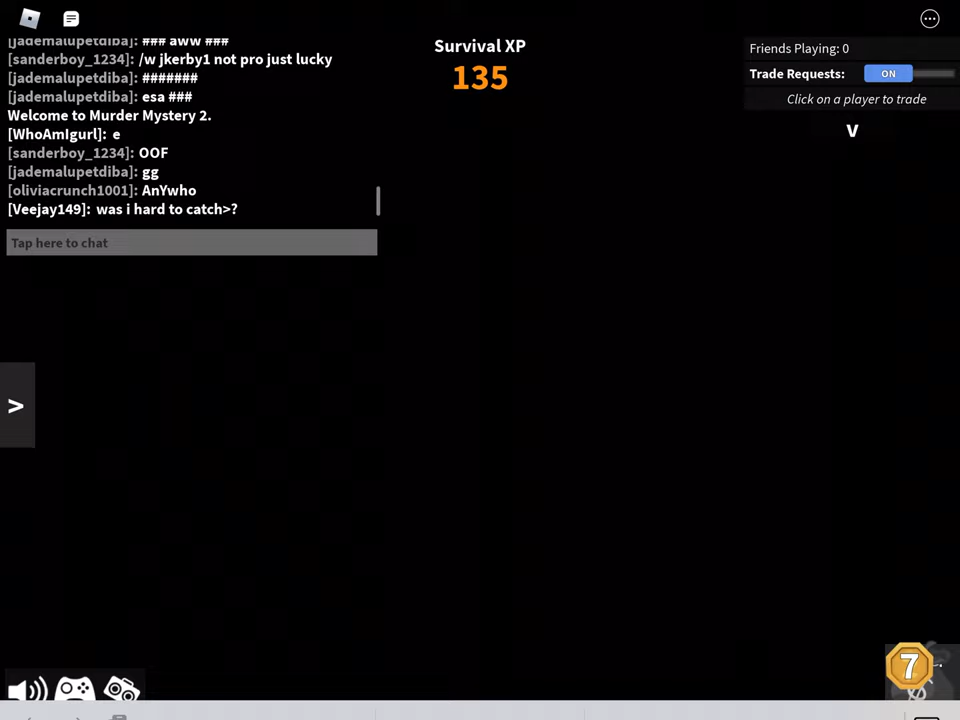 [jademalupetdiba]: ### aww ###
[sanderboy_1234]: /w jkerby1 not pro just lucky
[jademalupetdiba]: #######
[jademalupetdiba]: esa ###
Welcome to Murder Mystery 2.
[WhoAmIgurl]: e
[sanderboy_1234]: OOF
[jademalupetdiba]: gg
[oliviacrunch1001]: AnYwho
[Veejay149]: was i hard to catch>?
Tap here to chat
Survival XP
135
Friends Playing: 0
Trade Requests: ON
Click on a player to trade
v
>
7